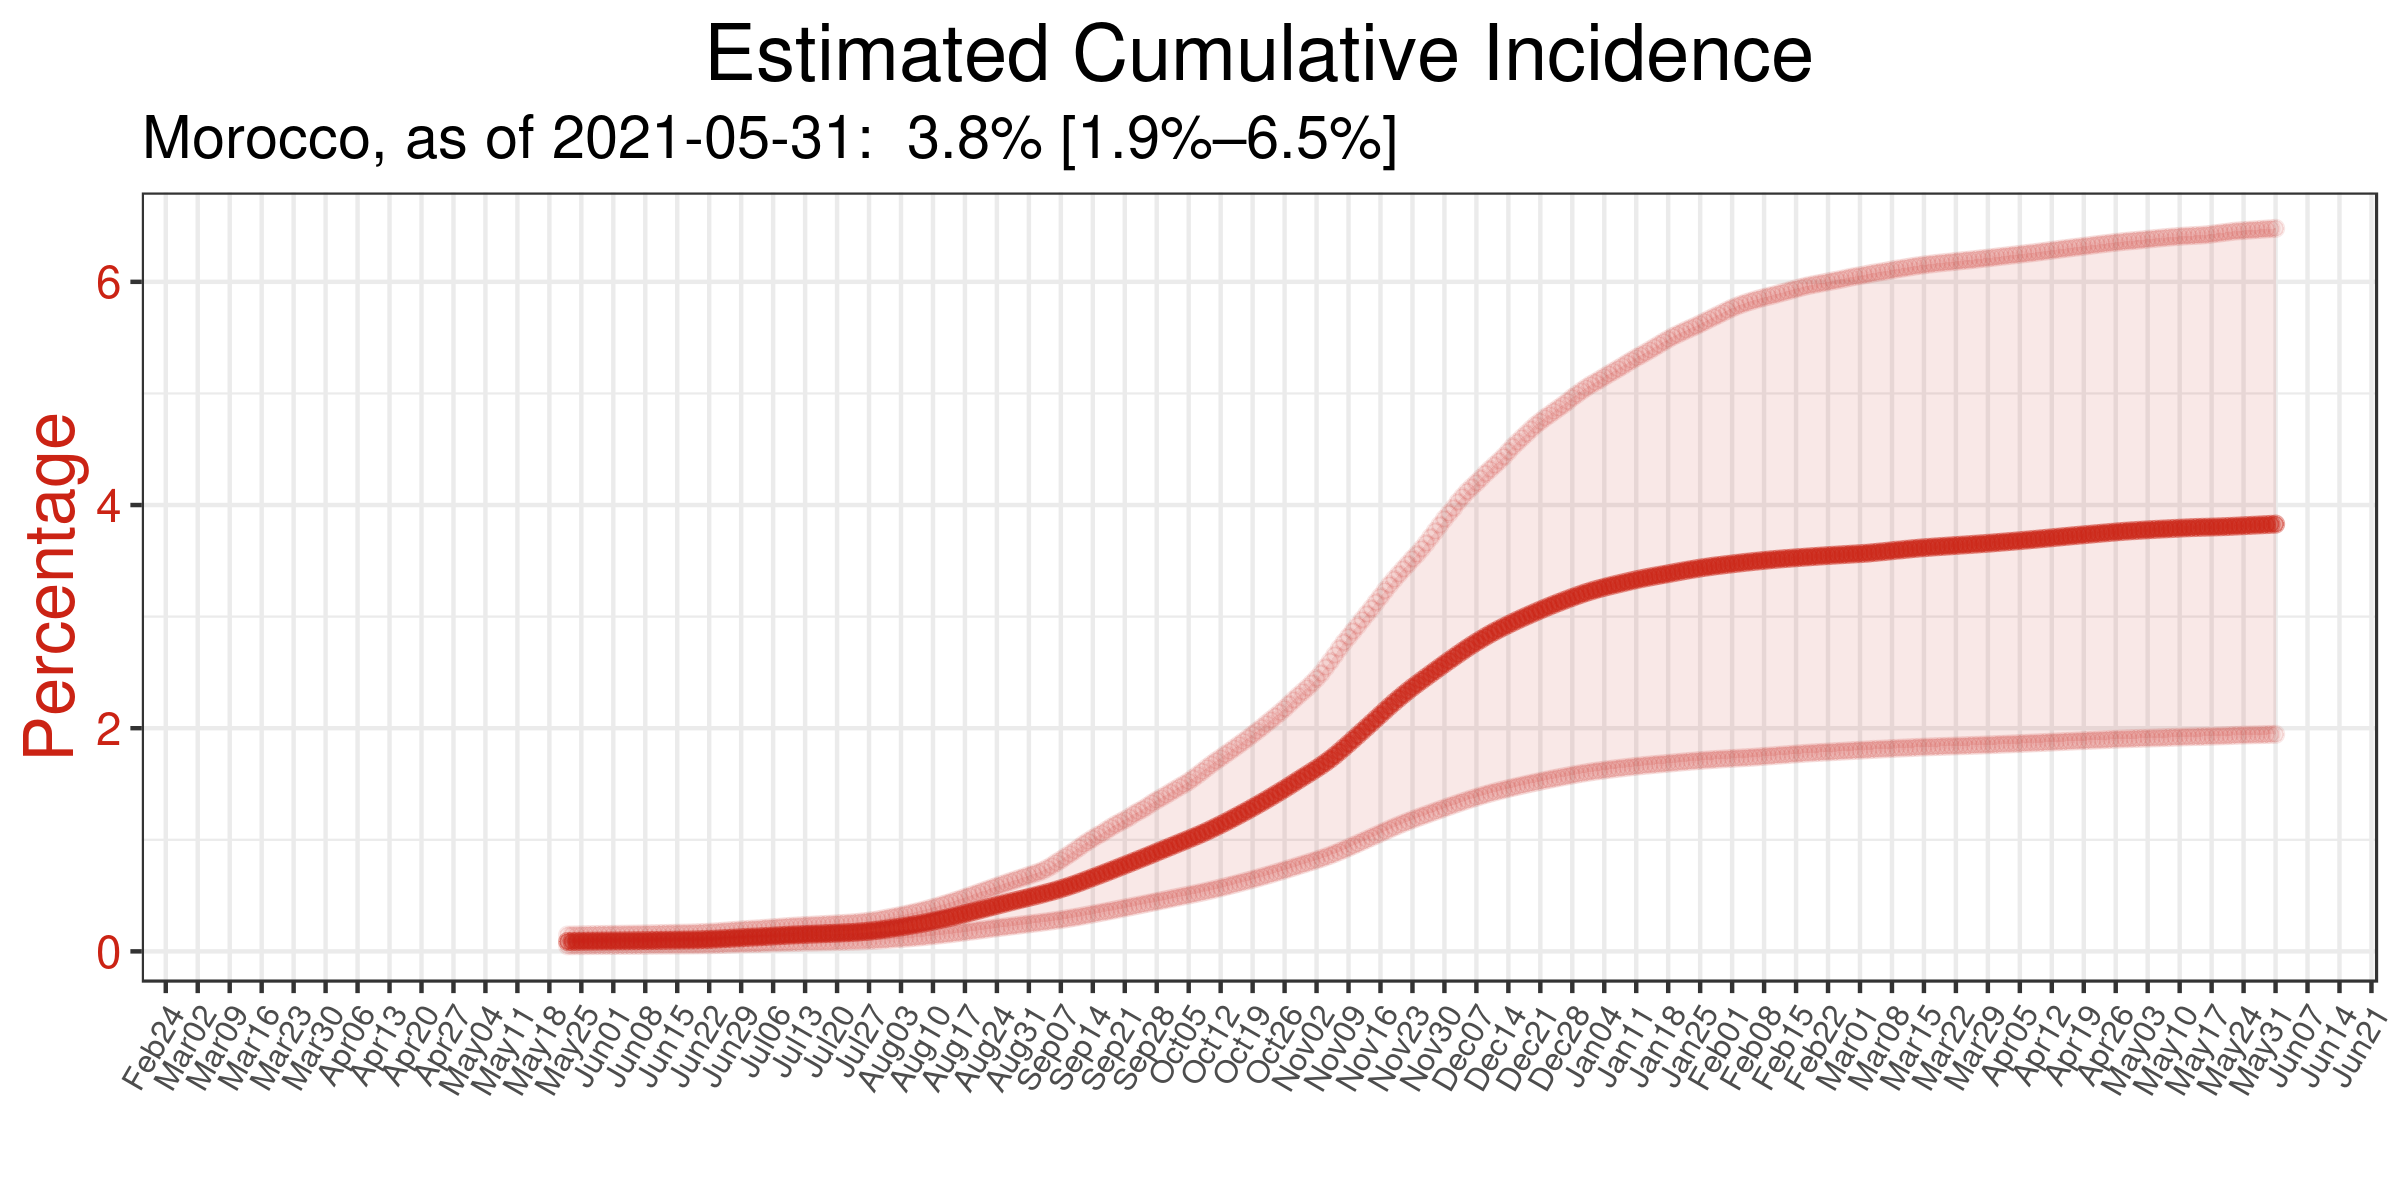 Estimated Cumulative Incidence
Morocco, as of 2021-05-31:  3.8% [1.9%–6.5%]
Percentage
6
4
2
0
Feb24
Mar02
Mar09
Mar16
Mar23
Mar30
Apr06
Apr13
Apr20
Apr27
May04
May11
May18
May25
Jun01
Jun08
Jun15
Jun22
Jun29
Jul06
Jul13
Jul20
Jul27
Aug03
Aug10
Aug17
Aug24
Aug31
Sep07
Sep14
Sep21
Sep28
Oct05
Oct12
Oct19
Oct26
Nov02
Nov09
Nov16
Nov23
Nov30
Dec07
Dec14
Dec21
Dec28
Jan04
Jan11
Jan18
Jan25
Feb01
Feb08
Feb15
Feb22
Mar01
Mar08
Mar15
Mar22
Mar29
Apr05
Apr12
Apr19
Apr26
May03
May10
May17
May24
May31
Jun07
Jun14
Jun21